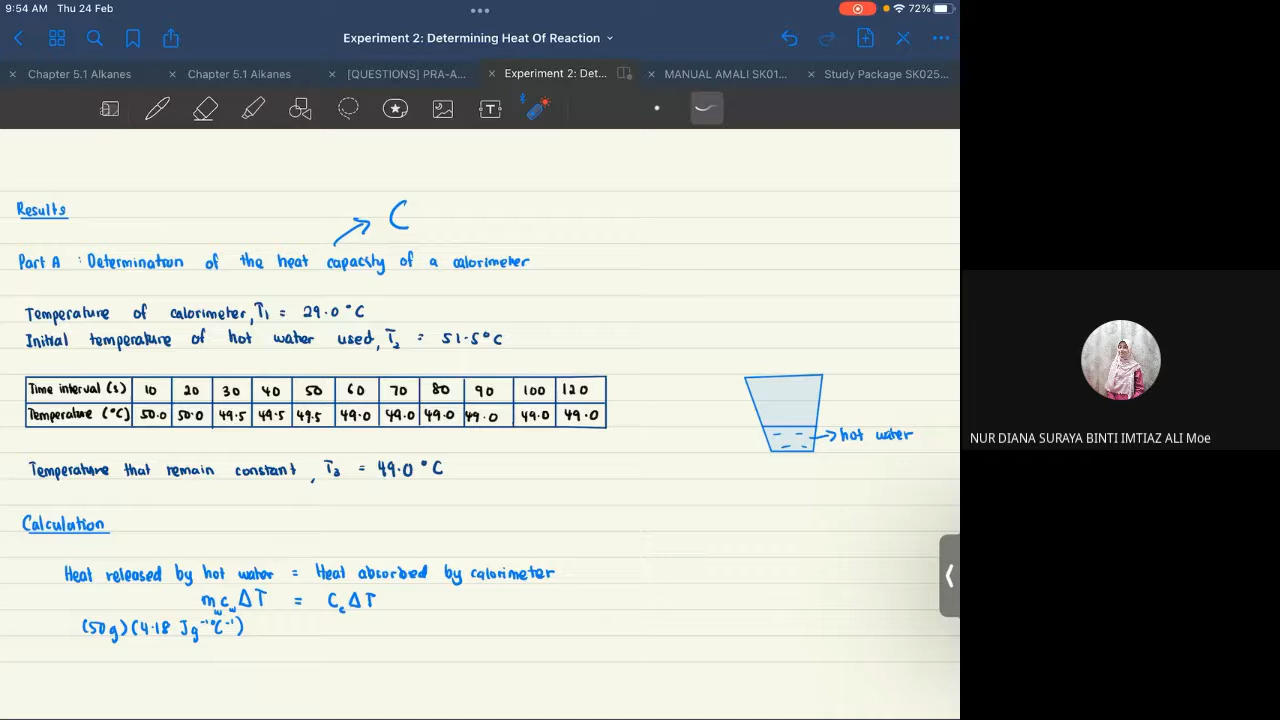 9:54 AM Thu 24 Feb
72%
Experiment 2: Determining Heat Of Reaction
Chapter 5.1 Alkanes
Chapter 5.1 Alkanes
[QUESTIONS] PRA-A...
Experiment 2: Det...
MANUAL AMALI SK01...
Study Package SK025...
Results
C
Part A : Determination of the heat capacity of a calorimeter
Temperature of calorimeter, T₁ = 29.0 °C
Initial temperature of hot water used, T₂ = 51.5°C
Time interval (s) 10 20 30 40 50 60 70 80 90 100 120
Temperature (°C) 50.0 50.0 49.5 49.5 49.5 49.0 49.0 49.0 49.0 49.0 49.0
hot water
Temperature that remain constant, T₃ = 49.0 °C
Calculation
Heat released by hot water = Heat absorbed by calorimeter
m_w c_w ΔT = C_c ΔT
(50g)(4.18 Jg⁻¹°C⁻¹)
NUR DIANA SURAYA BINTI IMTIAZ ALI Moe